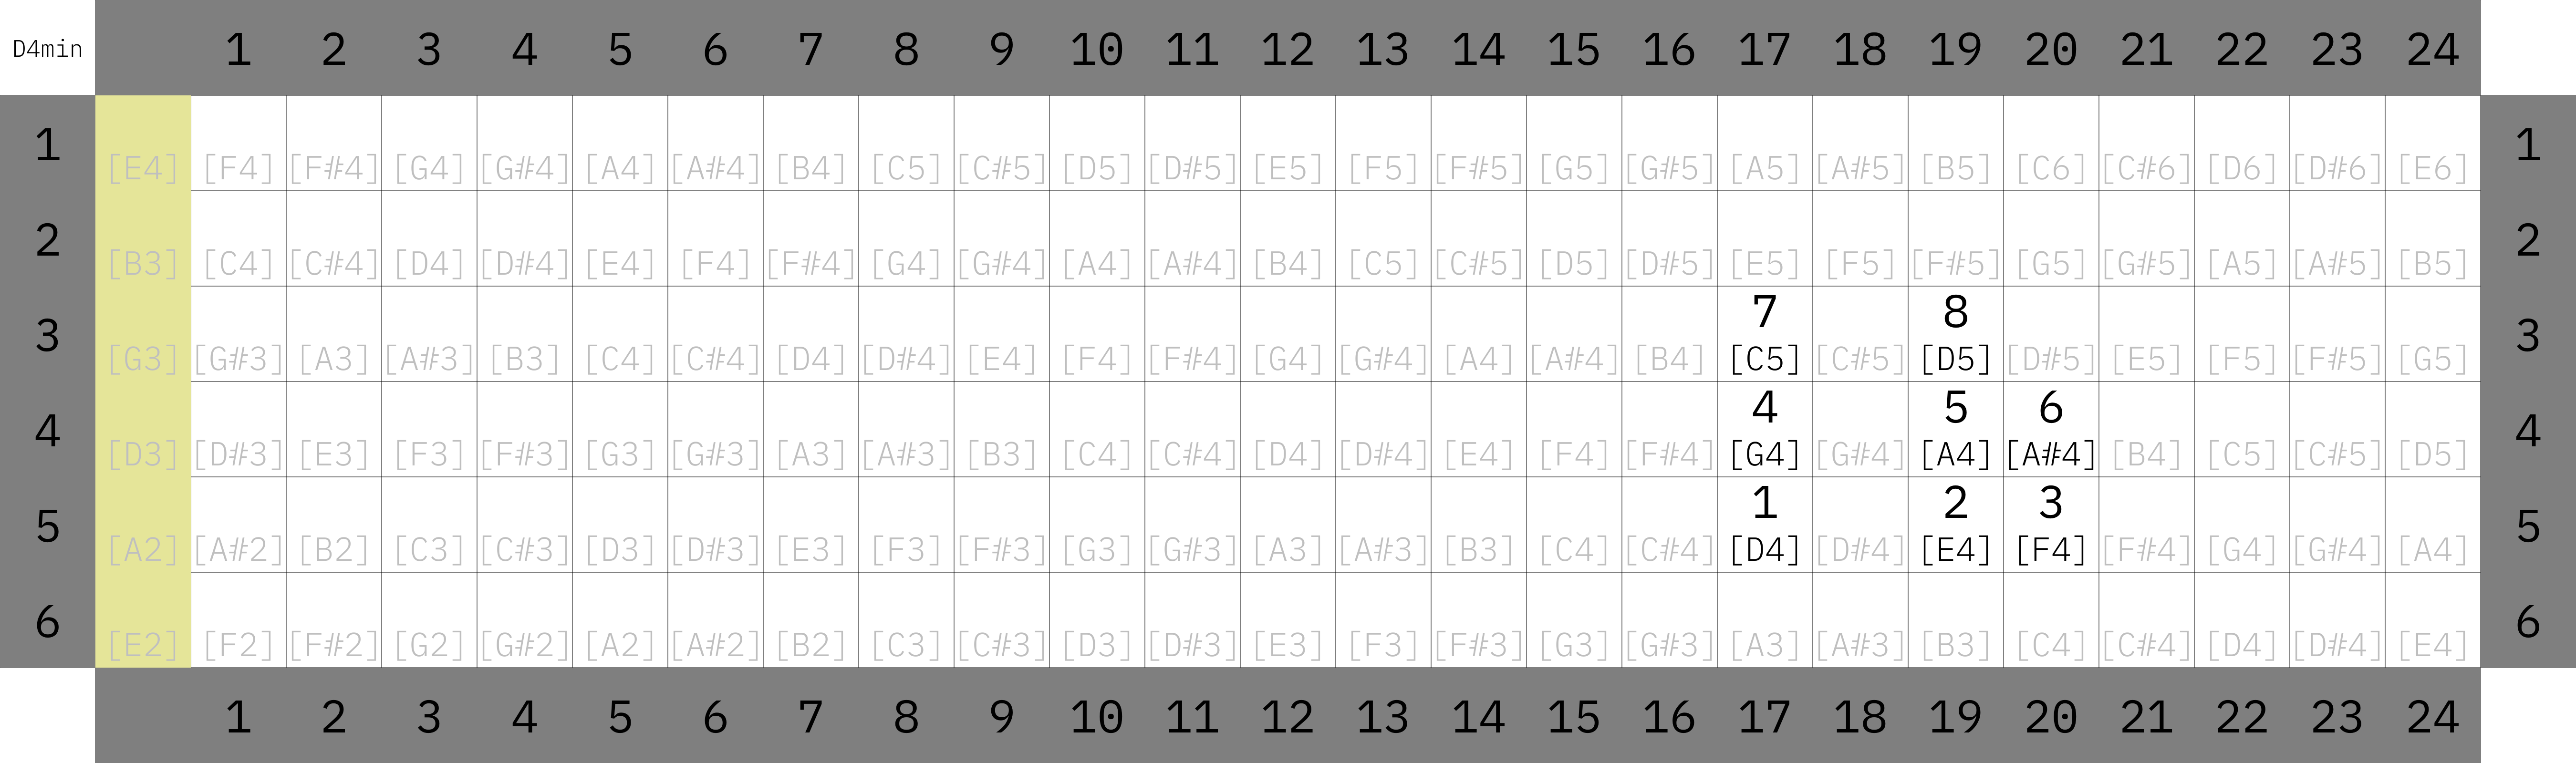 D4min 1 2 3 4 5 6 7 8 9 10 11 12 13 14 15 16 17 18 19 20 21 22 23 24
1 [E4] [F4] [F#4] [G4] [G#4] [A4] [A#4] [B4] [C5] [C#5] [D5] [D#5] [E5] [F5] [F#5] [G5] [G#5] [A5] [A#5] [B5] [C6] [C#6] [D6] [D#6] [E6] 1
2 [B3] [C4] [C#4] [D4] [D#4] [E4] [F4] [F#4] [G4] [G#4] [A4] [A#4] [B4] [C5] [C#5] [D5] [D#5] [E5] [F5] [F#5] [G5] [G#5] [A5] [A#5] [B5] 2
7 8
3 [G3] [G#3] [A3] [A#3] [B3] [C4] [C#4] [D4] [D#4] [E4] [F4] [F#4] [G4] [G#4] [A4] [A#4] [B4] [C5] [C#5] [D5] [D#5] [E5] [F5] [F#5] [G5] 3
4 5 6
4 [D3] [D#3] [E3] [F3] [F#3] [G3] [G#3] [A3] [A#3] [B3] [C4] [C#4] [D4] [D#4] [E4] [F4] [F#4] [G4] [G#4] [A4] [A#4] [B4] [C5] [C#5] [D5] 4
1 2 3
5 [A2] [A#2] [B2] [C3] [C#3] [D3] [D#3] [E3] [F3] [F#3] [G3] [G#3] [A3] [A#3] [B3] [C4] [C#4] [D4] [D#4] [E4] [F4] [F#4] [G4] [G#4] [A4] 5
6 [E2] [F2] [F#2] [G2] [G#2] [A2] [A#2] [B2] [C3] [C#3] [D3] [D#3] [E3] [F3] [F#3] [G3] [G#3] [A3] [A#3] [B3] [C4] [C#4] [D4] [D#4] [E4] 6
1 2 3 4 5 6 7 8 9 10 11 12 13 14 15 16 17 18 19 20 21 22 23 24